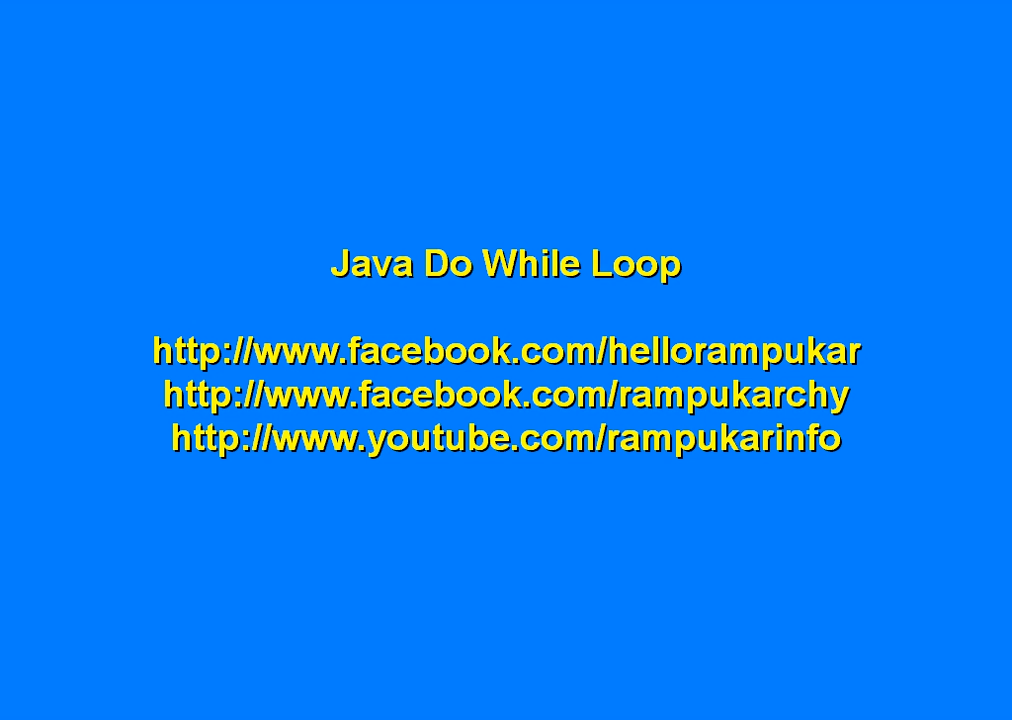 Java Do While Loop
http://www.facebook.com/hellorampukar
http://www.facebook.com/rampukarchy
http://www.youtube.com/rampukarinfo